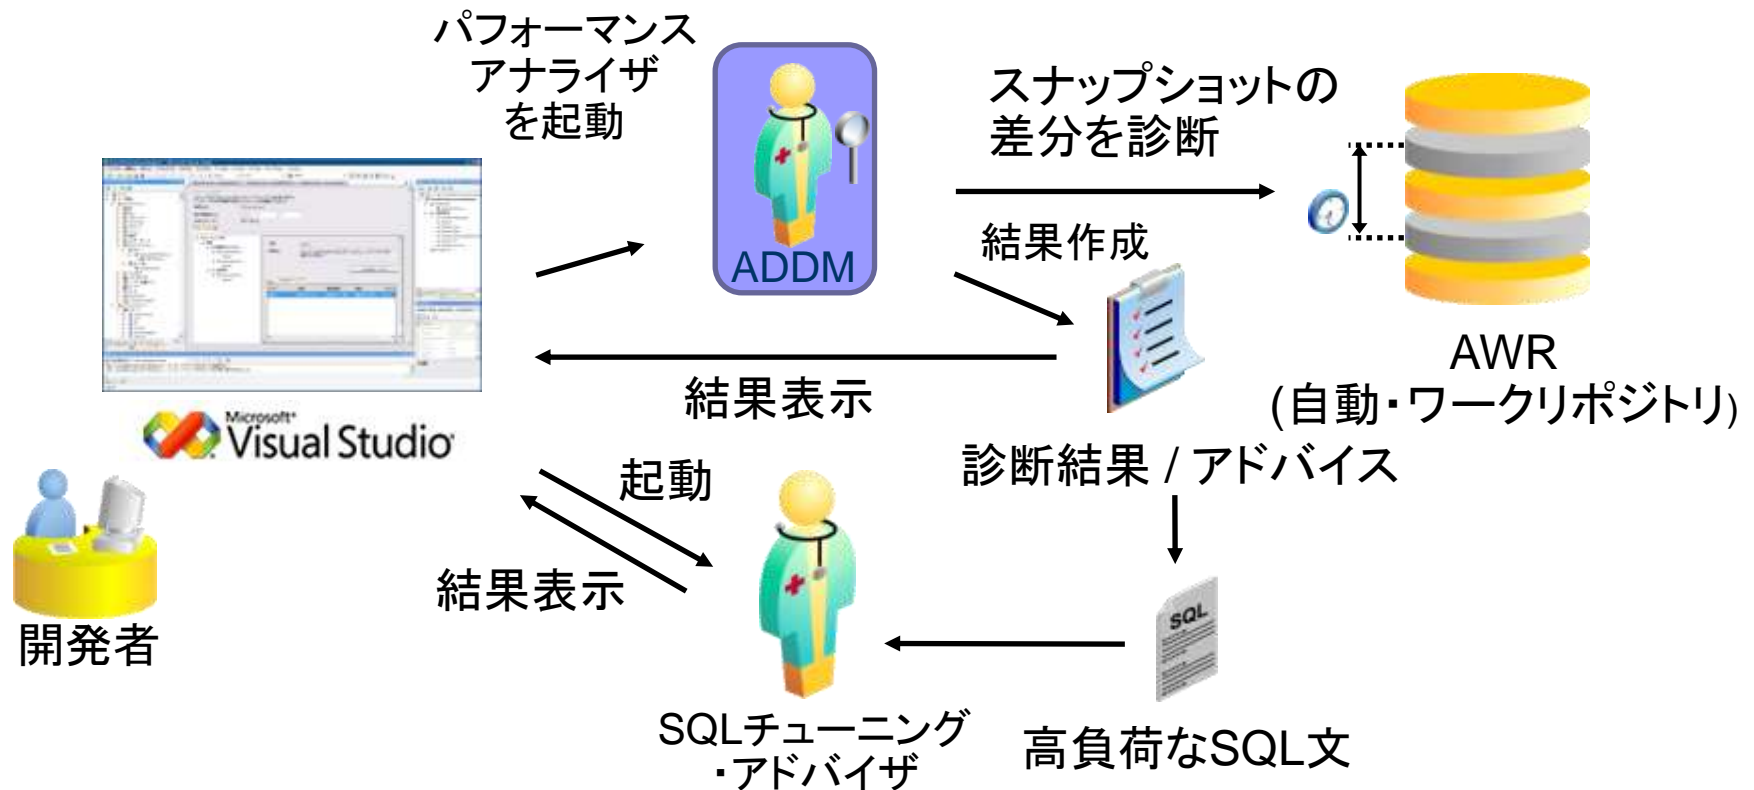 パフォーマンス
アナライザ
を起動
ADDM
スナップショットの
差分を診断
結果作成
AWR
(自動・ワークリポジトリ)
結果表示
診断結果 / アドバイス
Microsoft
Visual Studio
起動
結果表示
開発者
SQL
SQLチューニング
・アドバイザ
高負荷なSQL文